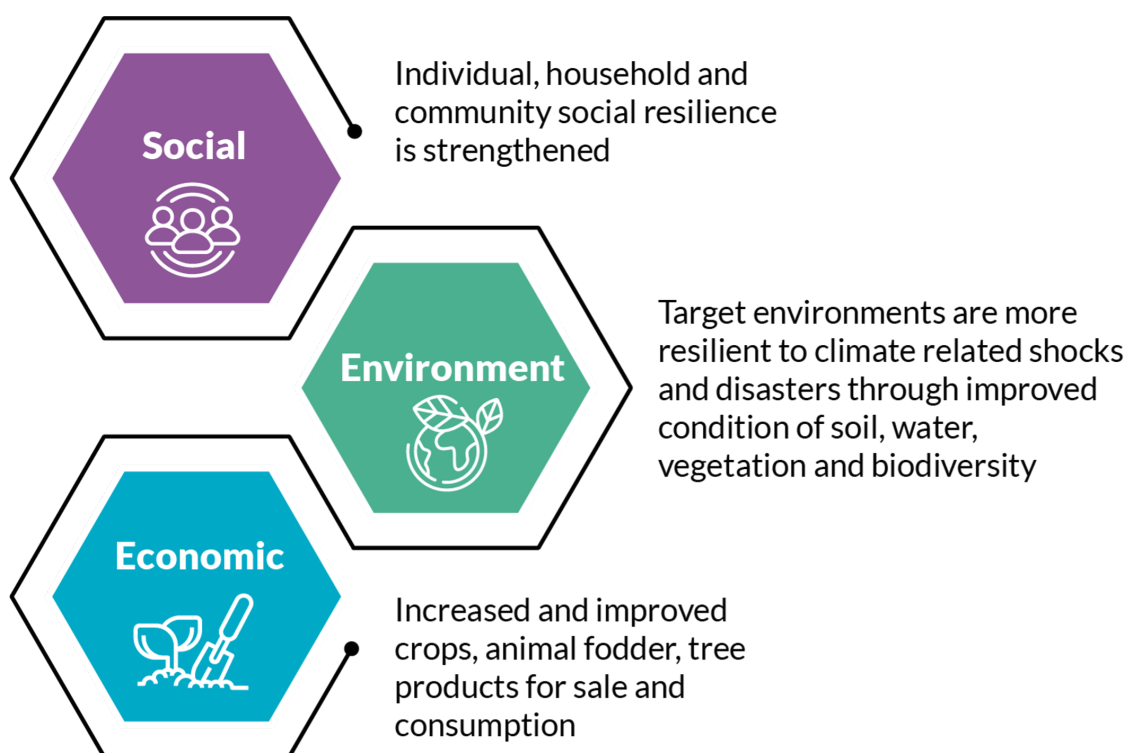 Social
Individual, household and
community social resilience
is strengthened
Environment
Target environments are more
resilient to climate related shocks
and disasters through improved
condition of soil, water,
vegetation and biodiversity
Economic
Increased and improved
crops, animal fodder, tree
products for sale and
consumption